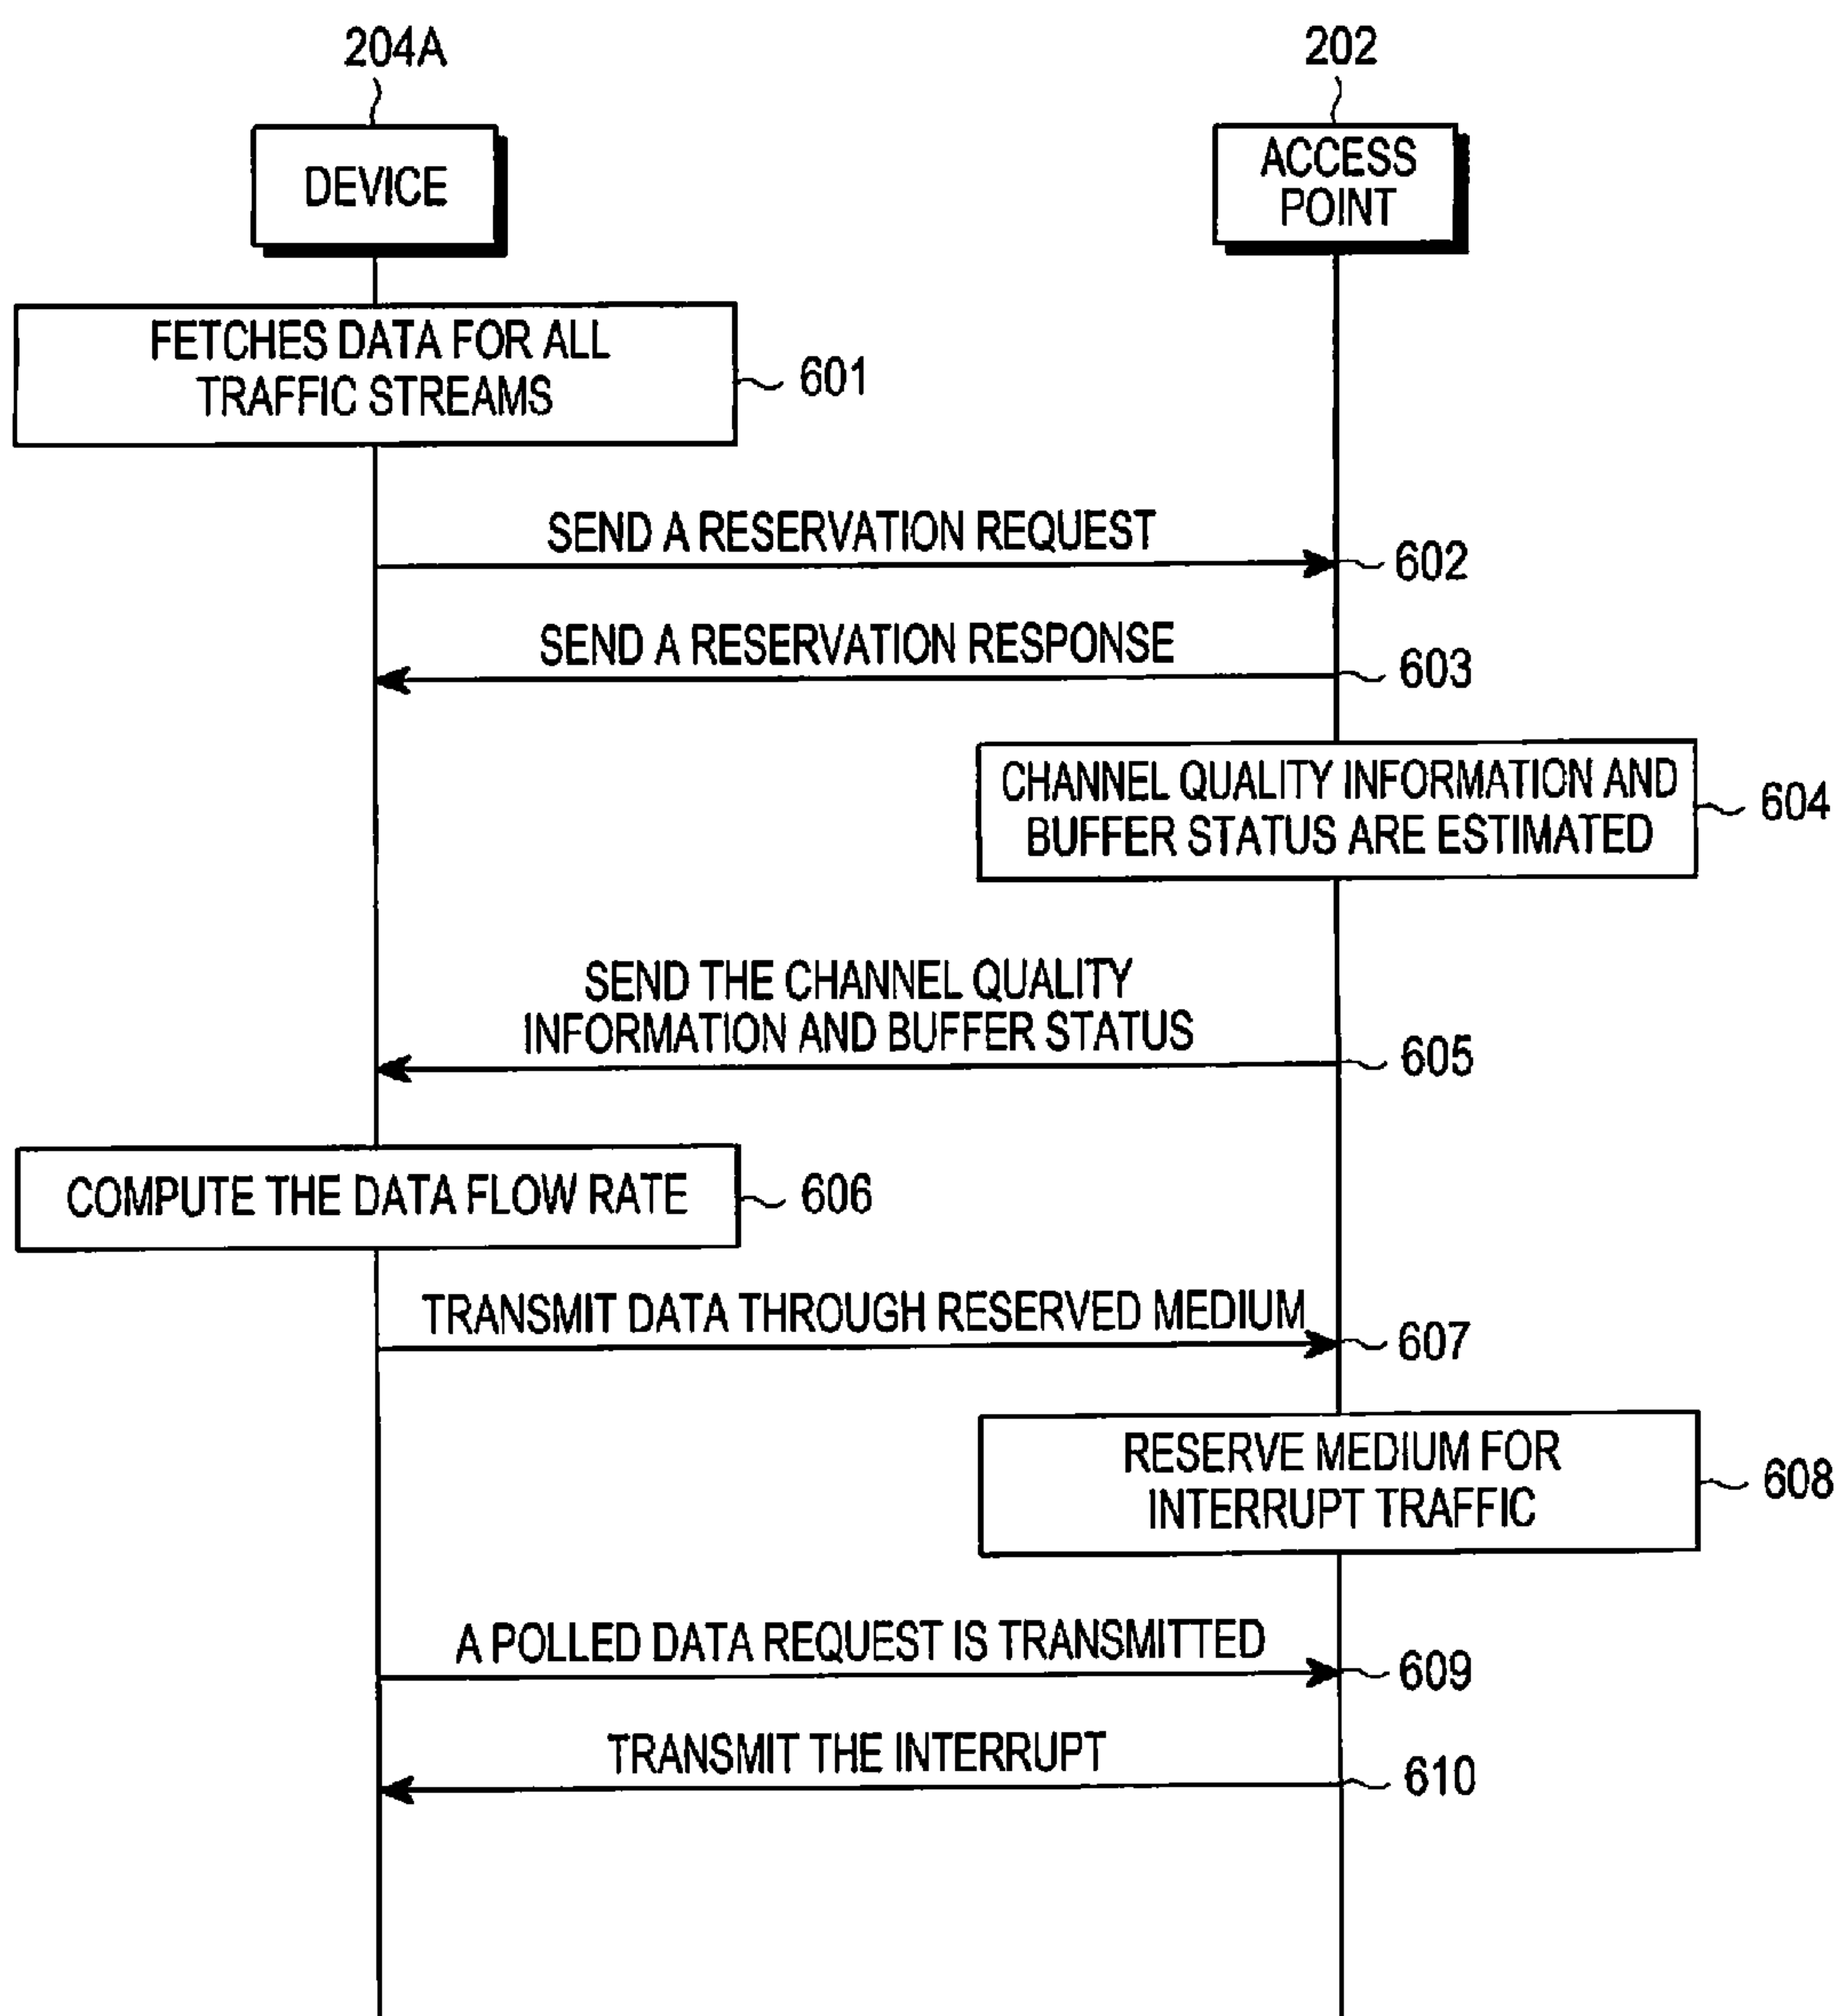 204A
202
DEVICE
ACCESS
POINT
FETCHES DATA FOR ALL
TRAFFIC STREAMS
601
SEND A RESERVATION REQUEST
602
SEND A RESERVATION RESPONSE
603
CHANNEL QUALITY INFORMATION AND
BUFFER STATUS ARE ESTIMATED
604
SEND THE CHANNEL QUALITY
INFORMATION AND BUFFER STATUS
605
COMPUTE THE DATA FLOW RATE
606
TRANSMIT DATA THROUGH RESERVED MEDIUM
607
RESERVE MEDIUM FOR
INTERRUPT TRAFFIC
608
A POLLED DATA REQUEST IS TRANSMITTED
609
TRANSMIT THE INTERRUPT
610